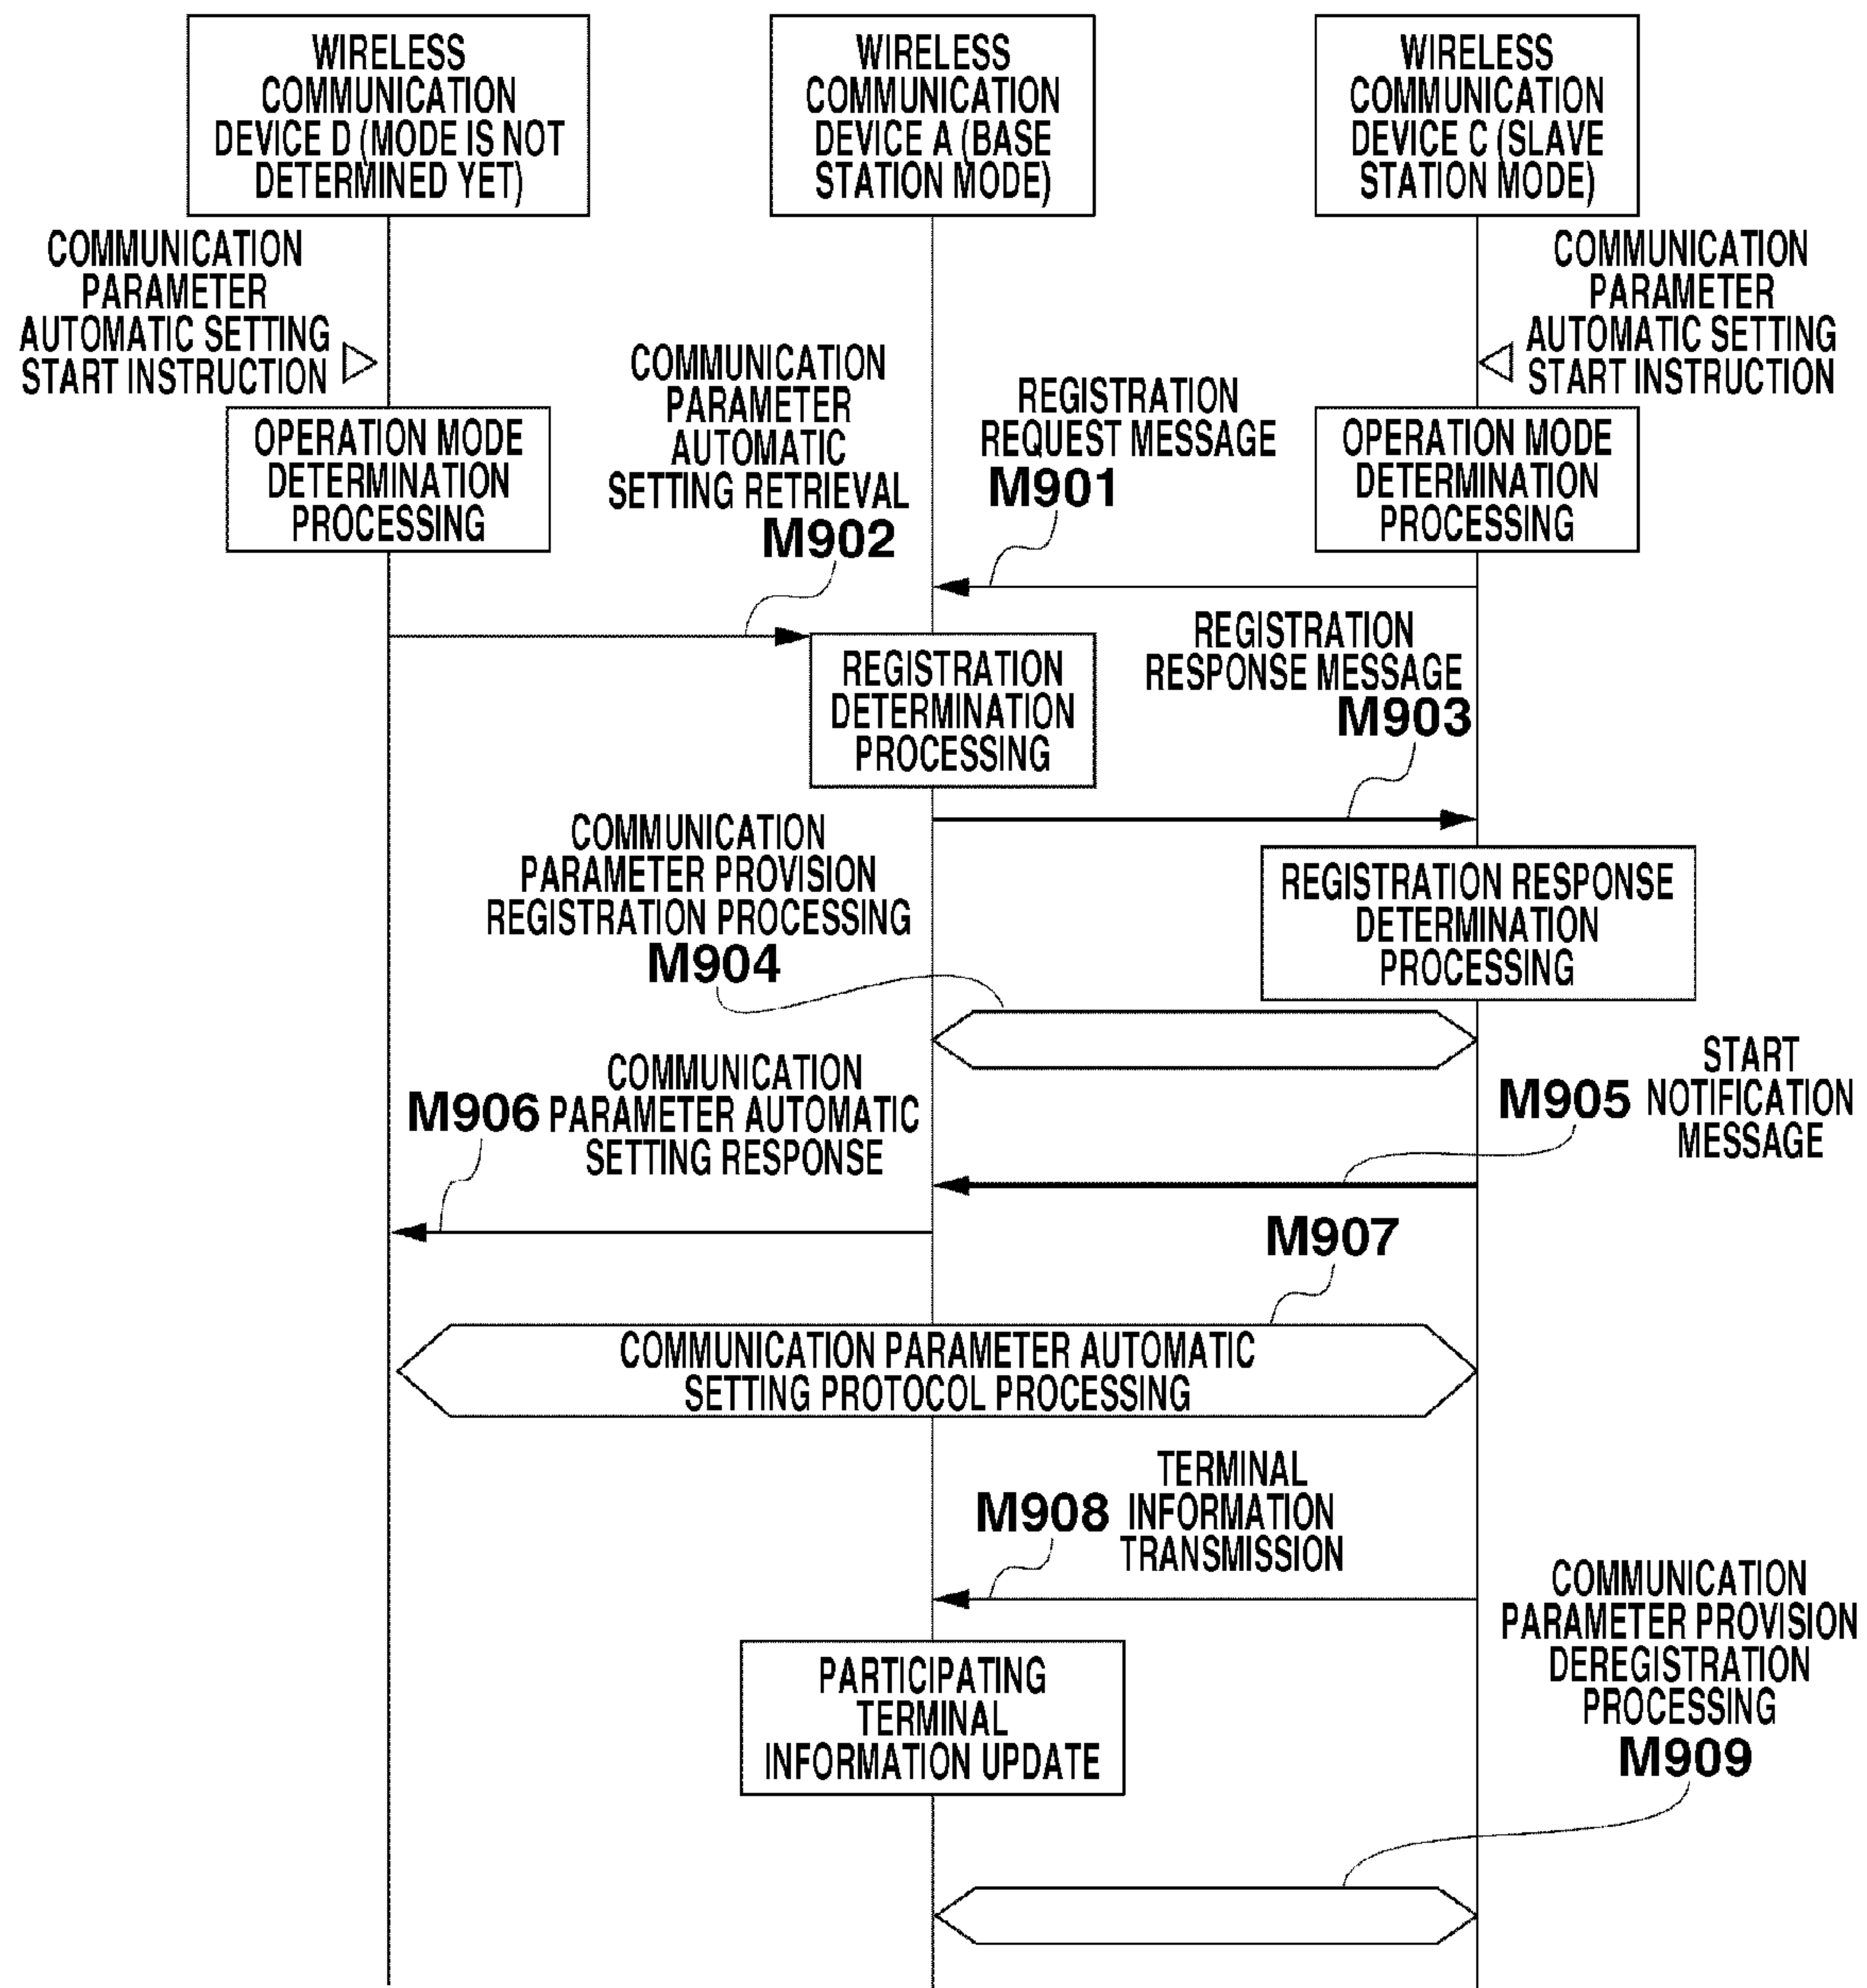 WIRELESS
COMMUNICATION
DEVICE D (MODE IS NOT
DETERMINED YET)
WIRELESS
COMMUNICATION
DEVICE A (BASE
STATION MODE)
WIRELESS
COMMUNICATION
DEVICE C (SLAVE
STATION MODE)
COMMUNICATION
PARAMETER
AUTOMATIC SETTING
START INSTRUCTION
COMMUNICATION
PARAMETER
AUTOMATIC SETTING
START INSTRUCTION
OPERATION MODE
DETERMINATION
PROCESSING
COMMUNICATION
PARAMETER
AUTOMATIC
SETTING RETRIEVAL
M902
REGISTRATION
REQUEST MESSAGE
M901
OPERATION MODE
DETERMINATION
PROCESSING
REGISTRATION
DETERMINATION
PROCESSING
REGISTRATION
RESPONSE MESSAGE
M903
COMMUNICATION
PARAMETER PROVISION
REGISTRATION PROCESSING
M904
REGISTRATION RESPONSE
DETERMINATION
PROCESSING
START
NOTIFICATION
MESSAGE
M905
COMMUNICATION
PARAMETER AUTOMATIC
SETTING RESPONSE
M906
M907
COMMUNICATION PARAMETER AUTOMATIC
SETTING PROTOCOL PROCESSING
TERMINAL
INFORMATION
TRANSMISSION
M908
PARTICIPATING
TERMINAL
INFORMATION UPDATE
COMMUNICATION
PARAMETER PROVISION
DEREGISTRATION
PROCESSING
M909